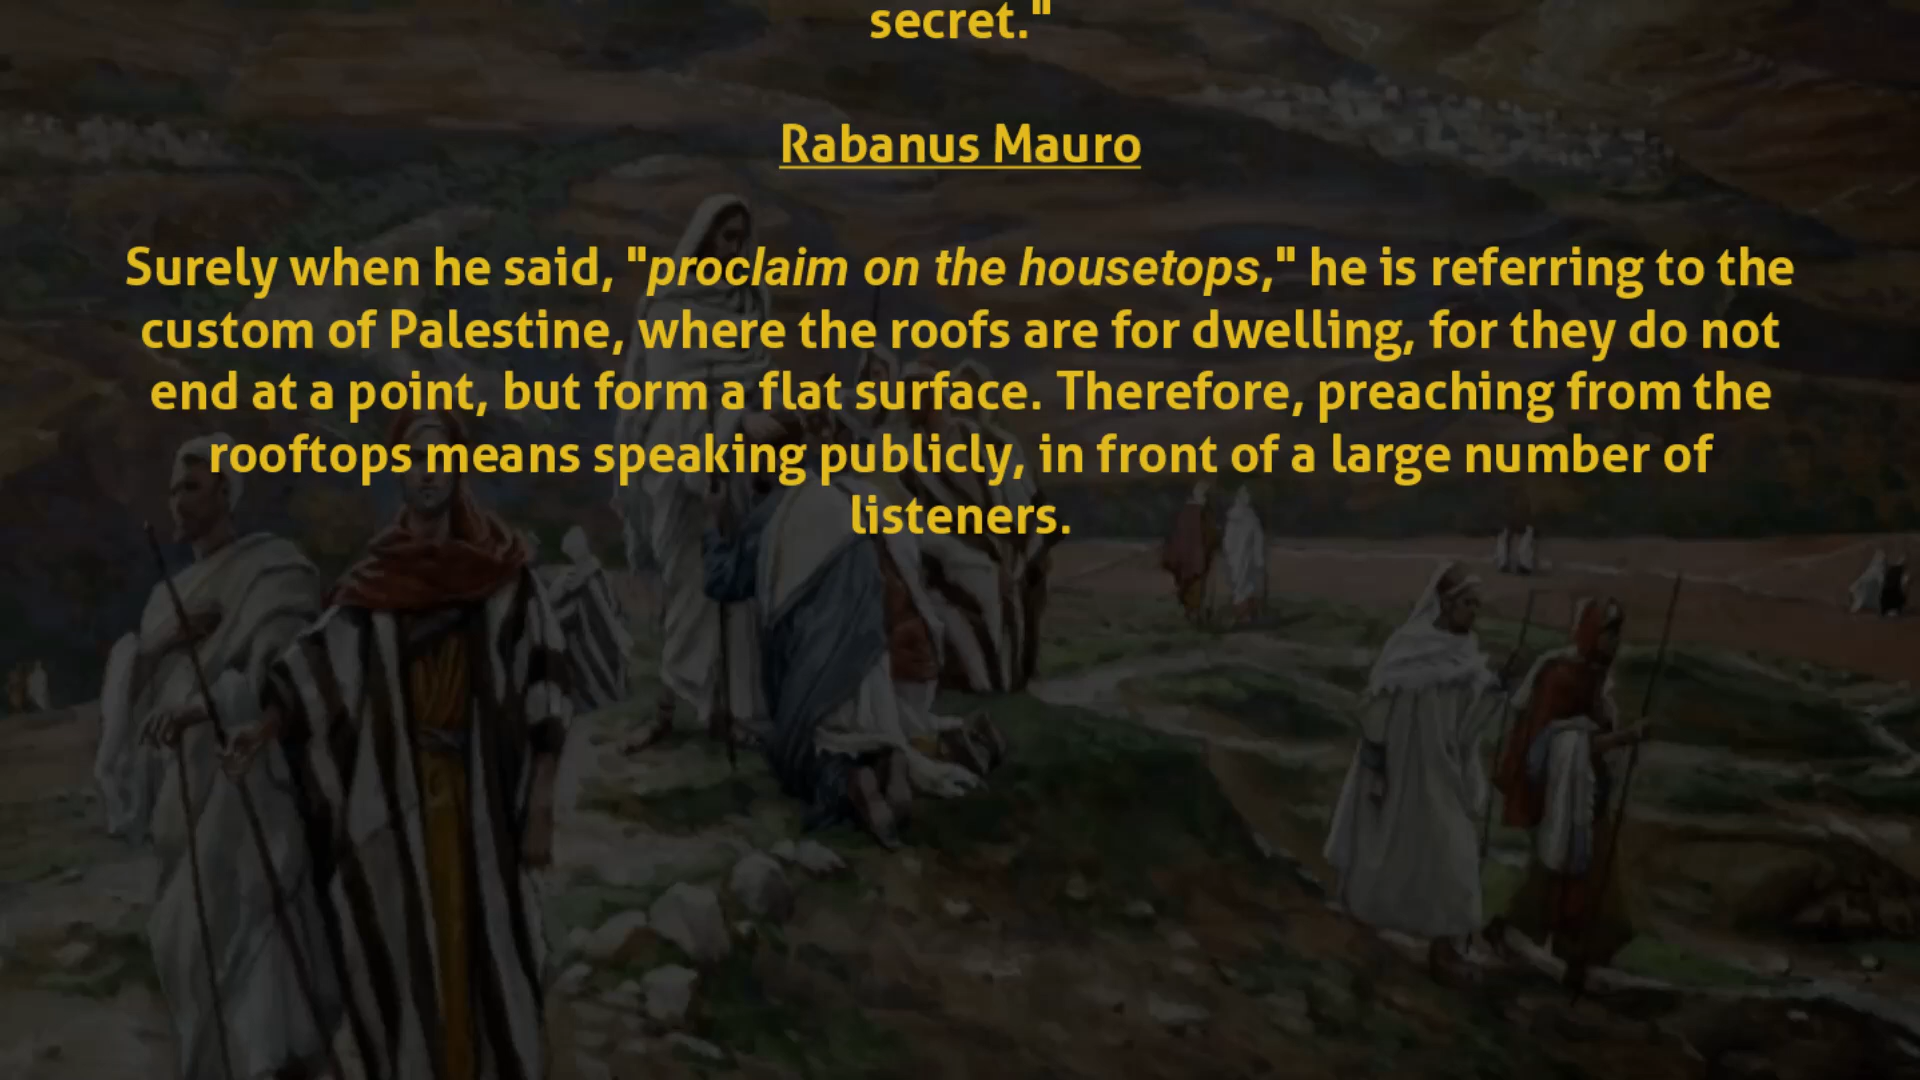 secret."
Rabanus Mauro
Surely when he said, "proclaim on the housetops," he is referring to the
custom of Palestine, where the roofs are for dwelling, for they do not
end at a point, but form a flat surface. Therefore, preaching from the
rooftops means speaking publicly, in front of a large number of
listeners.